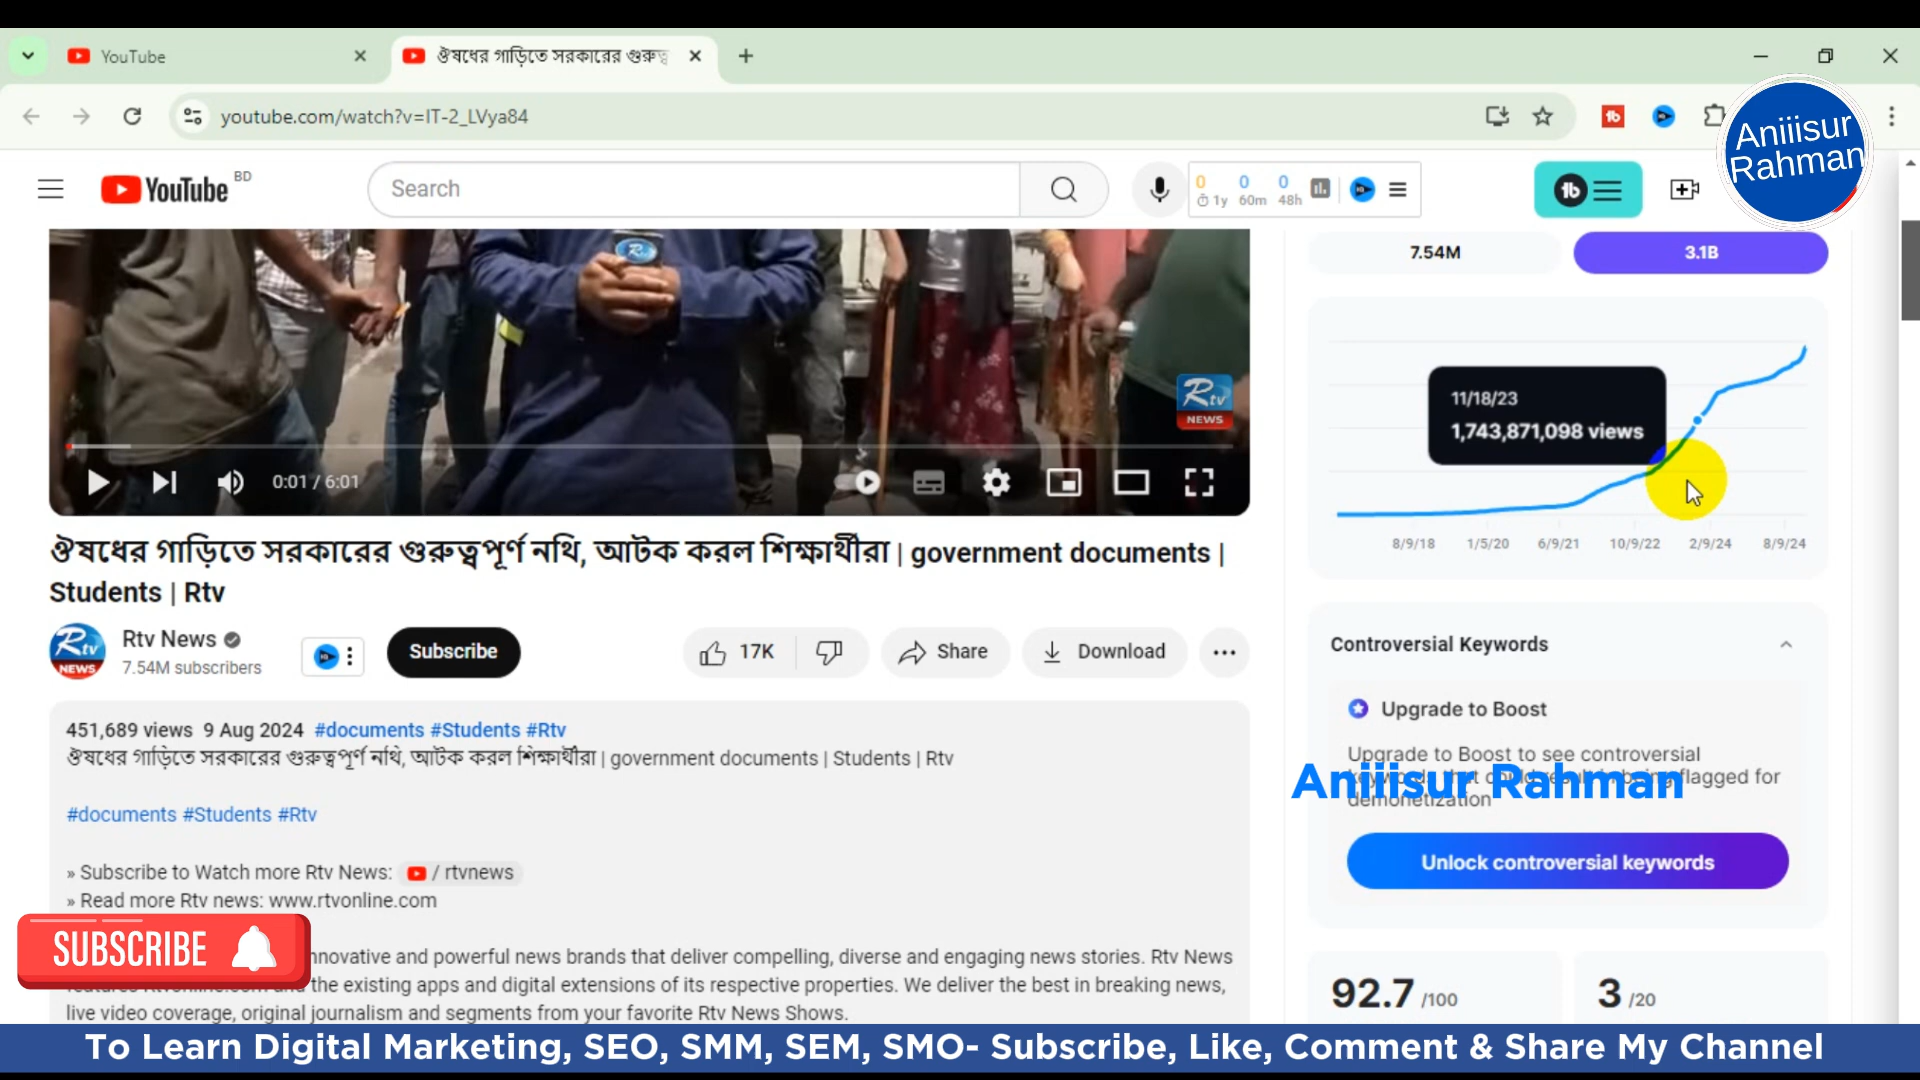 YouTube
ঔষধের গাড়িতে সরকারের গুরুত্ব
youtube.com/watch?v=IT-2_LVya84
Aniiisur
Rahman
YouTube BD
Search
0 0 0
1y 60m 48h
7.54M
3.1B
Rtv
NEWS
11/18/23
1,743,871,098 views
0:01 / 6:01
8/9/18 1/5/20 6/9/21 10/9/22 2/9/24 8/9/24
ঔষধের গাড়িতে সরকারের গুরুত্বপূর্ণ নথি, আটক করল শিক্ষার্থীরা | government documents |
Students | Rtv
Rtv
NEWS
Rtv News
7.54M subscribers
Subscribe
17K
Share
Download
Controversial Keywords
Upgrade to Boost
Upgrade to Boost to see controversial
flagged for
demonetization
Aniiisur Rahman
Unlock controversial keywords
451,689 views 9 Aug 2024 #documents #Students #Rtv
ঔষধের গাড়িতে সরকারের গুরুত্বপূর্ণ নথি, আটক করল শিক্ষার্থীরা | government documents | Students | Rtv
#documents #Students #Rtv
» Subscribe to Watch more Rtv News: / rtvnews
» Read more Rtv news: www.rtvonline.com
nnovative and powerful news brands that deliver compelling, diverse and engaging news stories. Rtv News
the existing apps and digital extensions of its respective properties. We deliver the best in breaking news,
live video coverage, original journalism and segments from your favorite Rtv News Shows.
SUBSCRIBE
92.7 /100
3 /20
To Learn Digital Marketing, SEO, SMM, SEM, SMO- Subscribe, Like, Comment & Share My Channel